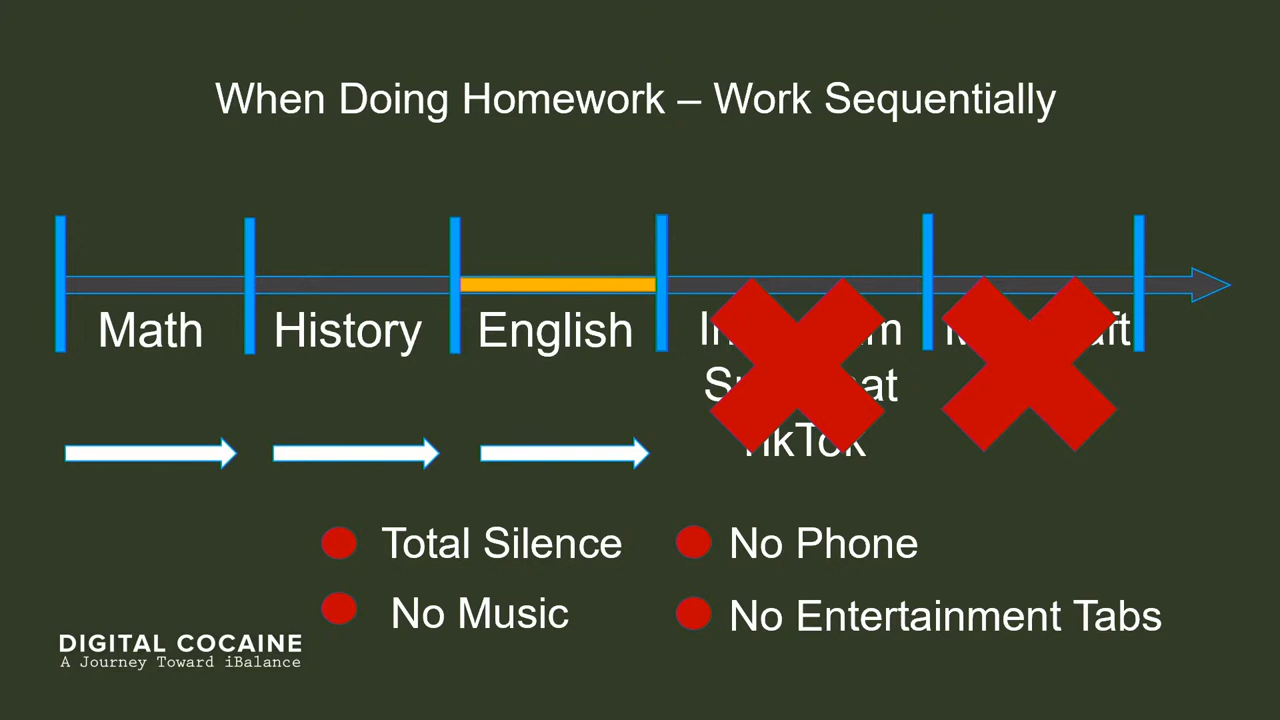 When Doing Homework – Work Sequentially
Math
History
English
TikTok
Total Silence
No Phone
No Music
No Entertainment Tabs
DIGITAL COCAINE
A Journey Toward iBalance